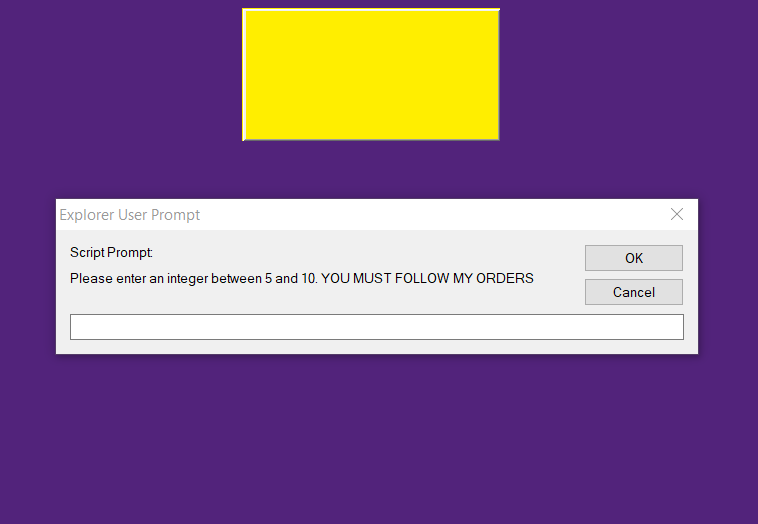 Explorer User Prompt
Script Prompt:
OK
Please enter an integer between 5 and 10. YOU MUST FOLLOW MY ORDERS
Cancel